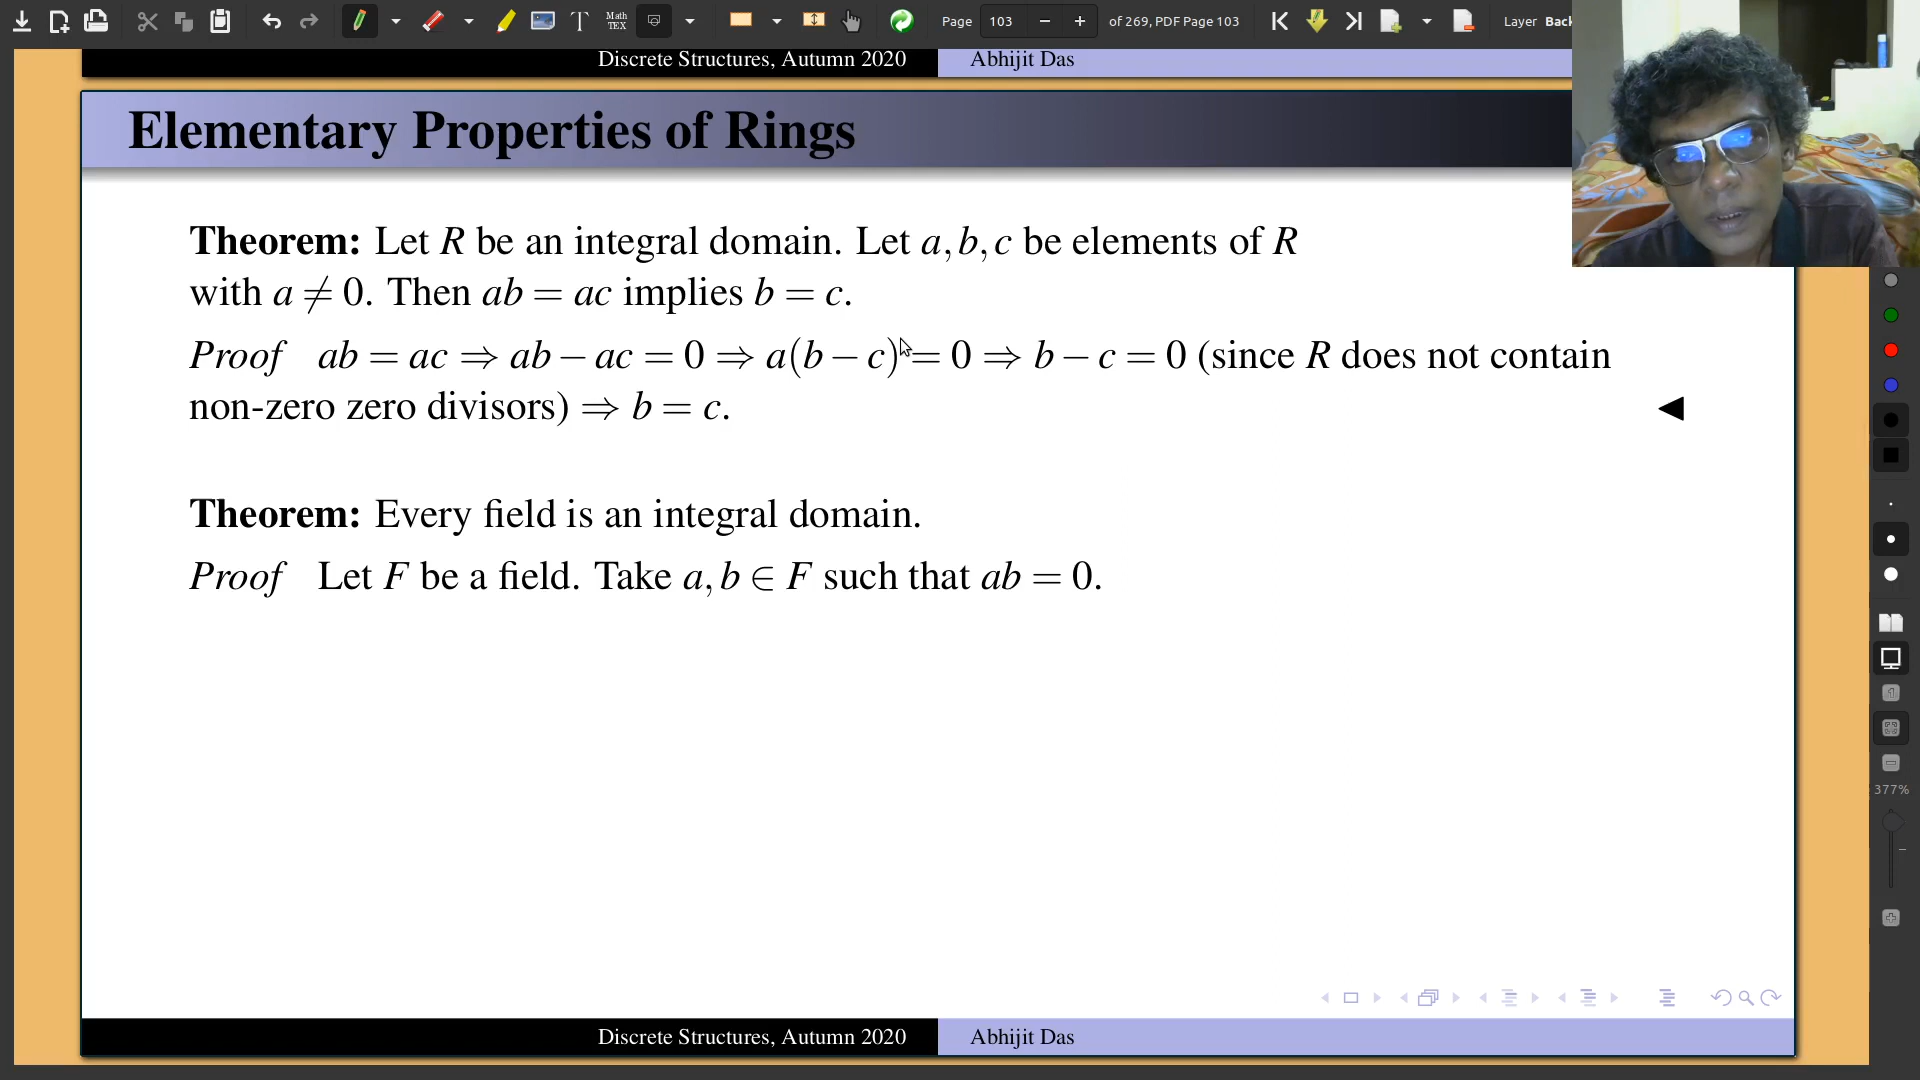 Page 103 of 269, PDF Page 103 Layer Back
Discrete Structures, Autumn 2020 Abhijit Das
Elementary Properties of Rings
Theorem: Let R be an integral domain. Let a, b, c be elements of R
with a ≠ 0. Then ab = ac implies b = c.
Proof ab = ac ⇒ ab − ac = 0 ⇒ a(b − c) = 0 ⇒ b − c = 0 (since R does not contain
non-zero zero divisors) ⇒ b = c.
Theorem: Every field is an integral domain.
Proof Let F be a field. Take a, b ∈ F such that ab = 0.
377%
Discrete Structures, Autumn 2020 Abhijit Das